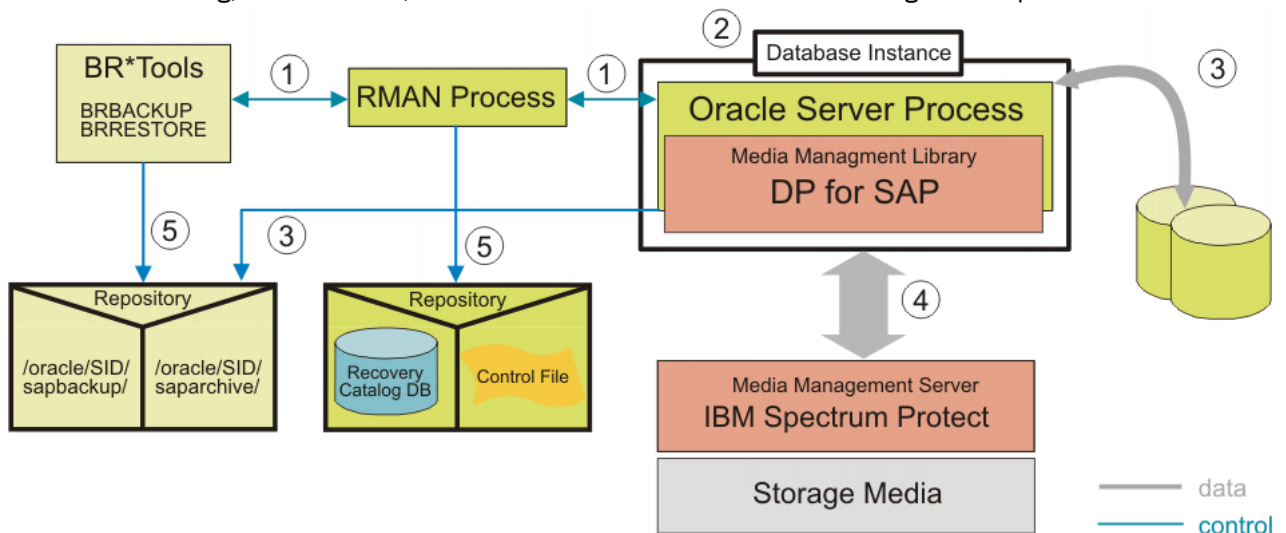 BR*Tools
BRBACKUP
BRRESTORE
1
RMAN Process
1
2
Database Instance
Oracle Server Process
Media Managment Library
DP for SAP
3
5
3
5
4
Repository
/oracle/SID/
sapbackup/
/oracle/SID/
saparchive/
Repository
Recovery
Catalog DB
Control File
Media Management Server
IBM Spectrum Protect
Storage Media
data
control